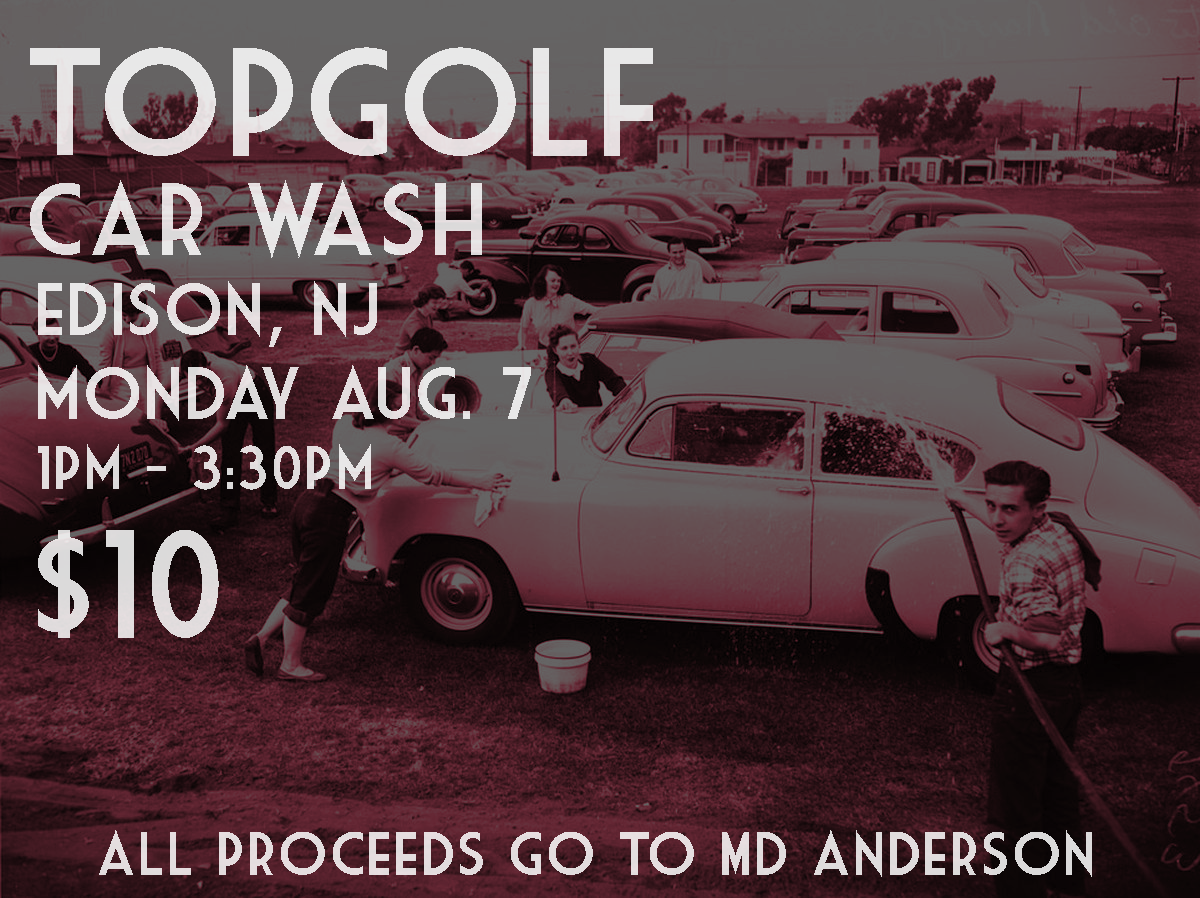 TOPGOLF
CAR WASH
EDISON, NJ
MONDAY AUG. 7
1PM - 3:30PM
$10
ALL PROCEEDS GO TO MD ANDERSON